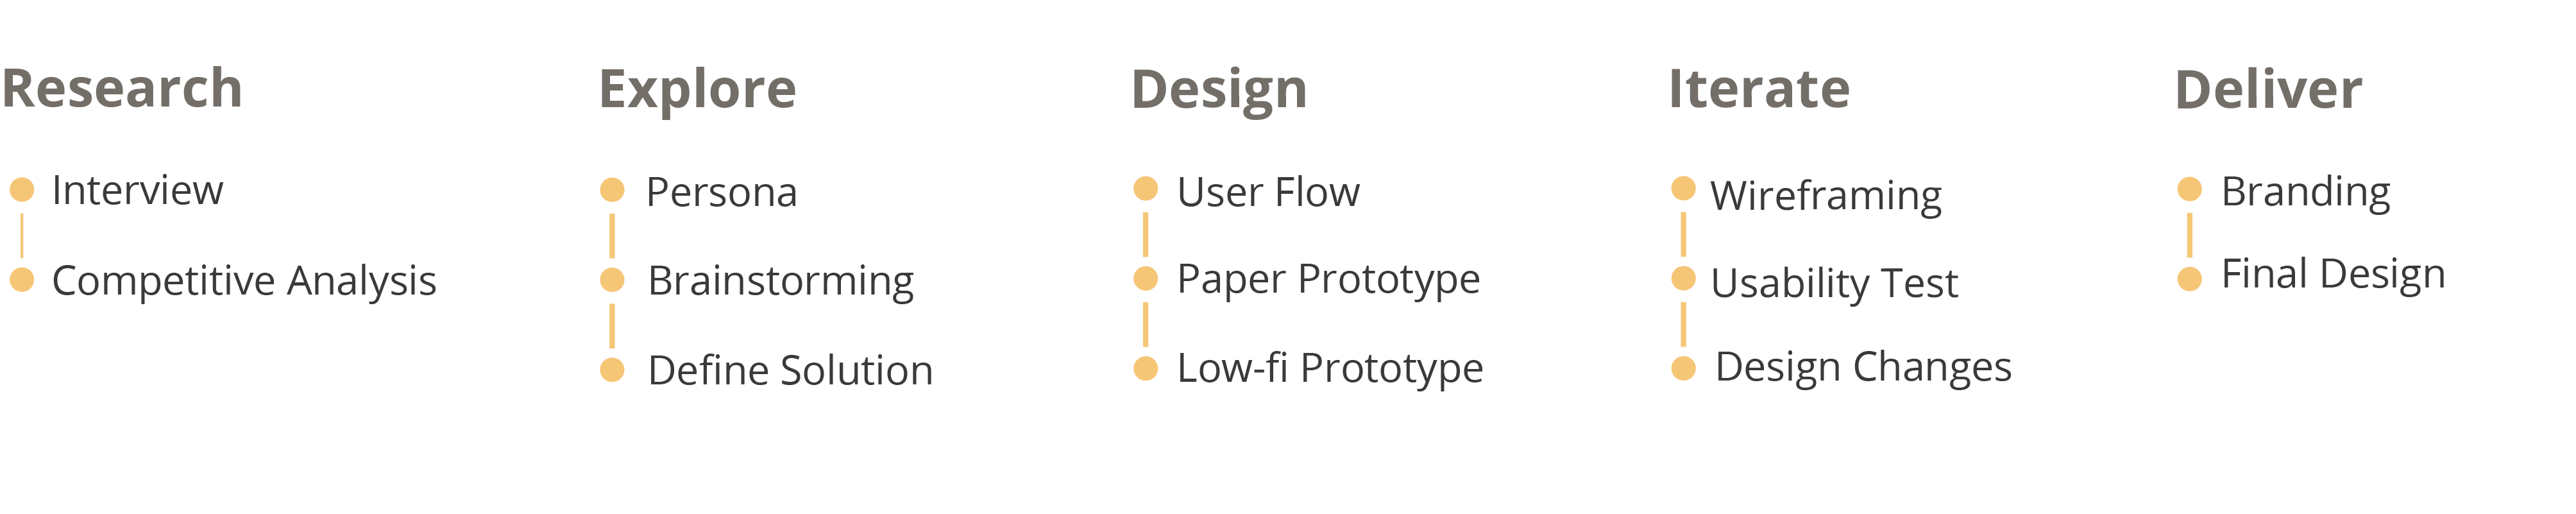 Research
Interview
Competitive Analysis
Explore
Persona
Brainstorming
Define Solution
Design
User Flow
Paper Prototype
Low-fi Prototype
Iterate
Wireframing
Usability Test
Design Changes
Deliver
Branding
Final Design